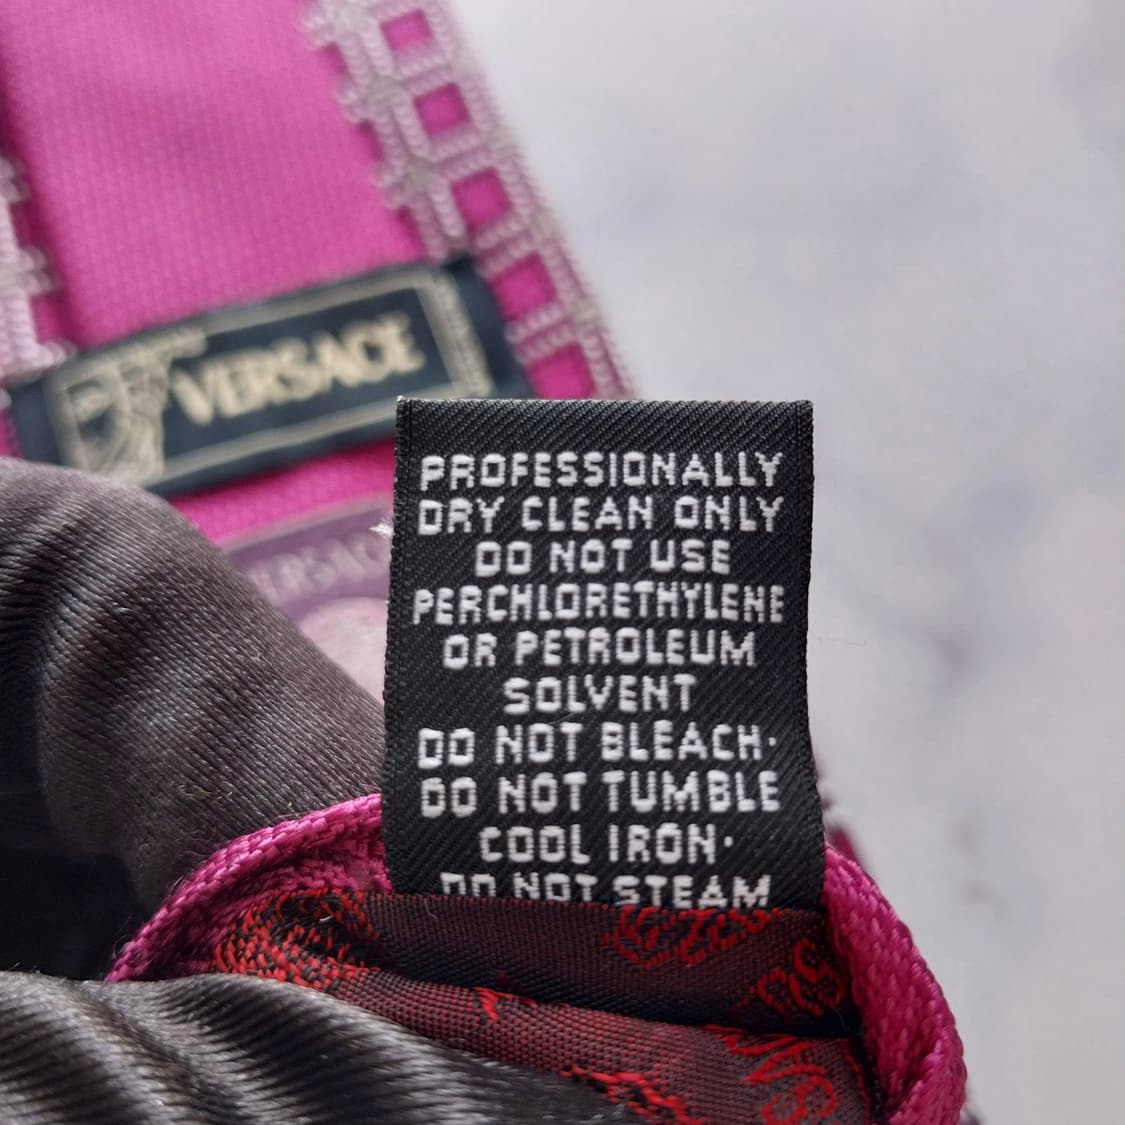 VERSACE
VERSACE
PROFESSIONALLY
DRY CLEAN ONLY
DO NOT USE
PERCHLORETHYLENE
OR PETROLEUM
SOLVENT
DO NOT BLEACH·
DO NOT TUMBLE
COOL IRON·
DO NOT STEAM